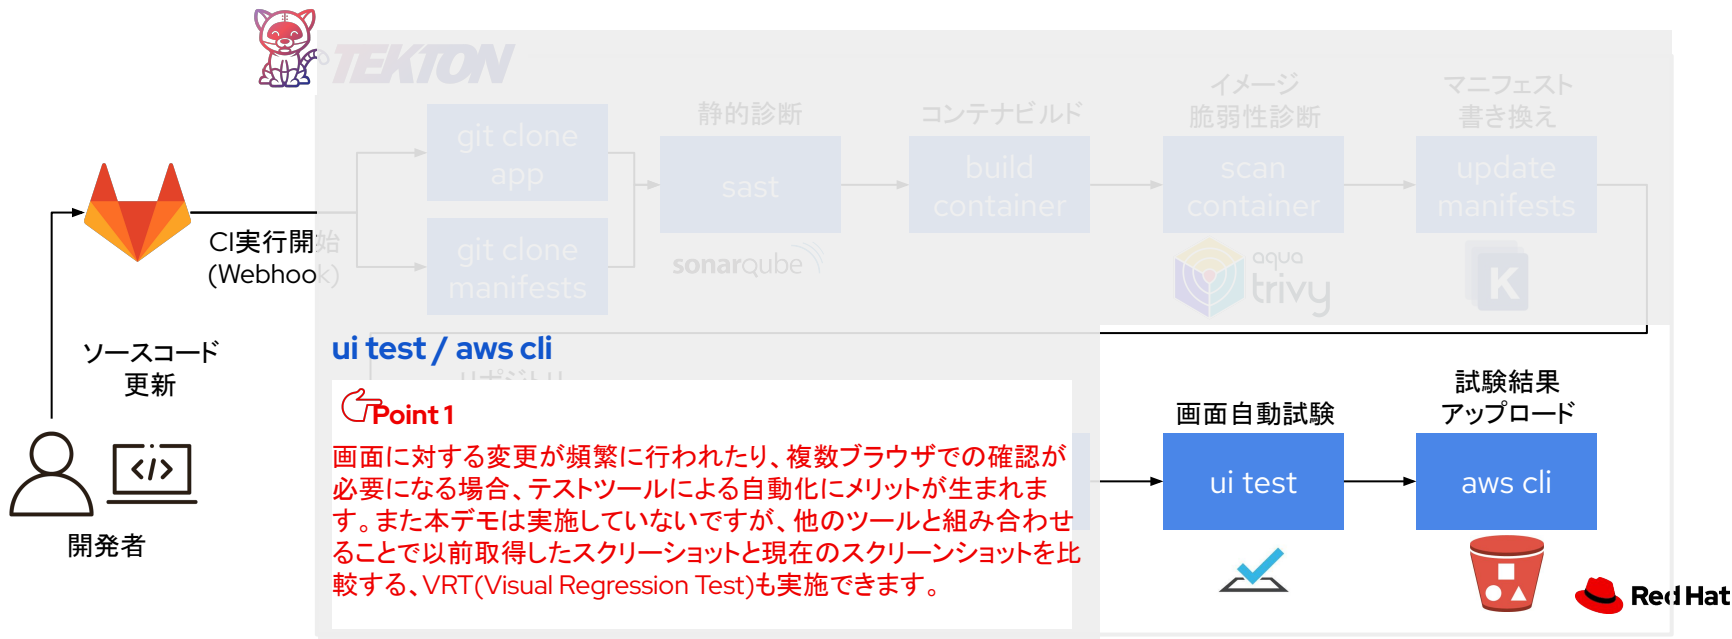 TEKTON
git clone
app
git clone
manifests
静的診断
sast
sonarqube
コンテナビルド
build
container
イメージ
脆弱性診断
scan
container
aqua
trivy
マニフェスト
書き換え
update
manifests
K
CI実行開始
(Webhook)
ソースコード
更新
</>
開発者
ui test / aws cli
リポジトリ
Point 1
画面に対する変更が頻繁に行われたり、複数ブラウザでの確認が
必要になる場合、テストツールによる自動化にメリットが生まれま
す。また本デモは実施していないですが、他のツールと組み合わせ
ることで以前取得したスクリーショットと現在のスクリーンショットを比
較する、VRT(Visual Regression Test)も実施できます。
画面自動試験
ui test
試験結果
アップロード
aws cli
Red Hat